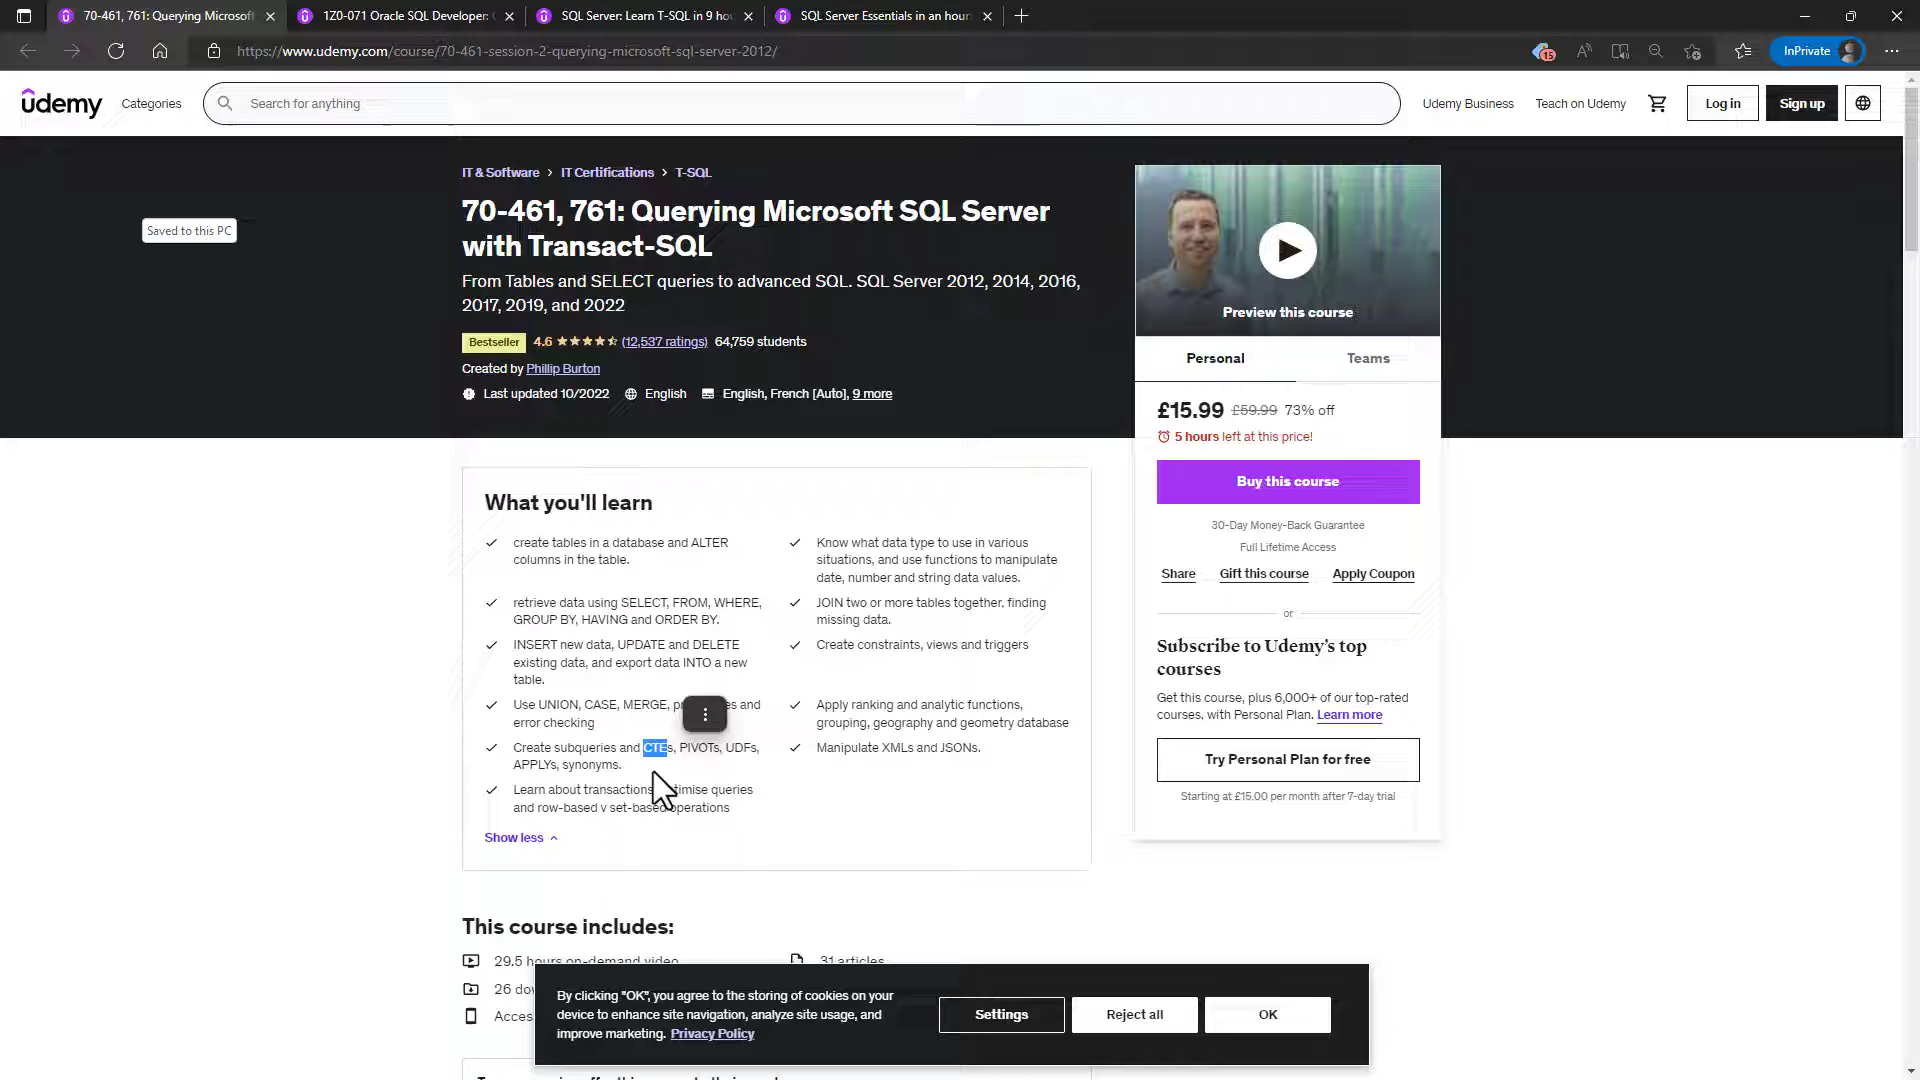 70-461, 761: Querying Microsoft
1Z0-071 Oracle SQL Developer:
SQL Server: Learn T-SQL in 9 ho
SQL Server Essentials in an hour
https://www.udemy.com/course/70-461-session-2-querying-microsoft-sql-server-2012/
15
InPrivate
udemy
Categories
Search for anything
Udemy Business
Teach on Udemy
Log in
Sign up
IT & Software > IT Certifications > T-SQL
Saved to this PC
70-461, 761: Querying Microsoft SQL Server
with Transact-SQL
From Tables and SELECT queries to advanced SQL. SQL Server 2012, 2014, 2016,
2017, 2019, and 2022
Bestseller 4.6 (12,537 ratings) 64,759 students
Created by Phillip Burton
Last updated 10/2022 English English, French [Auto], 9 more
Preview this course
Personal
Teams
£15.99 £59.99 73% off
5 hours left at this price!
Buy this course
30-Day Money-Back Guarantee
Full Lifetime Access
Share Gift this course Apply Coupon
or
Subscribe to Udemy's top
courses
Get this course, plus 6,000+ of our top-rated
courses, with Personal Plan. Learn more
Try Personal Plan for free
Starting at £15.00 per month after 7-day trial
What you'll learn
create tables in a database and ALTER
columns in the table.
Know what data type to use in various
situations, and use functions to manipulate
date, number and string data values.
retrieve data using SELECT, FROM, WHERE,
GROUP BY, HAVING and ORDER BY.
JOIN two or more tables together, finding
missing data.
INSERT new data, UPDATE and DELETE
existing data, and export data INTO a new
table.
Create constraints, views and triggers
Use UNION, CASE, MERGE, and
error checking
Apply ranking and analytic functions,
grouping, geography and geometry database
Create subqueries and CTEs, PIVOTs, UDFs,
APPLYs, synonyms.
Manipulate XMLs and JSONs.
Learn about transactions queries
and row-based v set-based operations
Show less
This course includes:
29.5 hours on-demand video
31 articles
26
By clicking "OK", you agree to the storing of cookies on your
device to enhance site navigation, analyze site usage, and
improve marketing. Privacy Policy
Settings
Reject all
OK